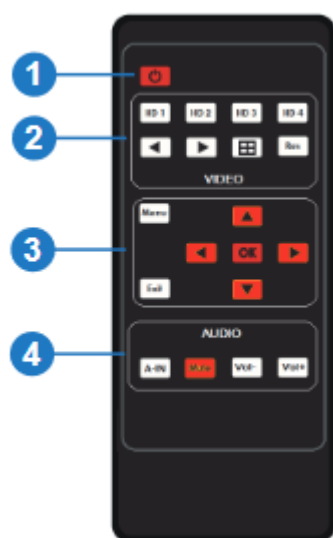 1
HD 1 HD 2 HD 3 HD 4
2
Res
VIDEO
Menu
3
OK
Exit
AUDIO
4
A-IN Mute Vol- Vol+